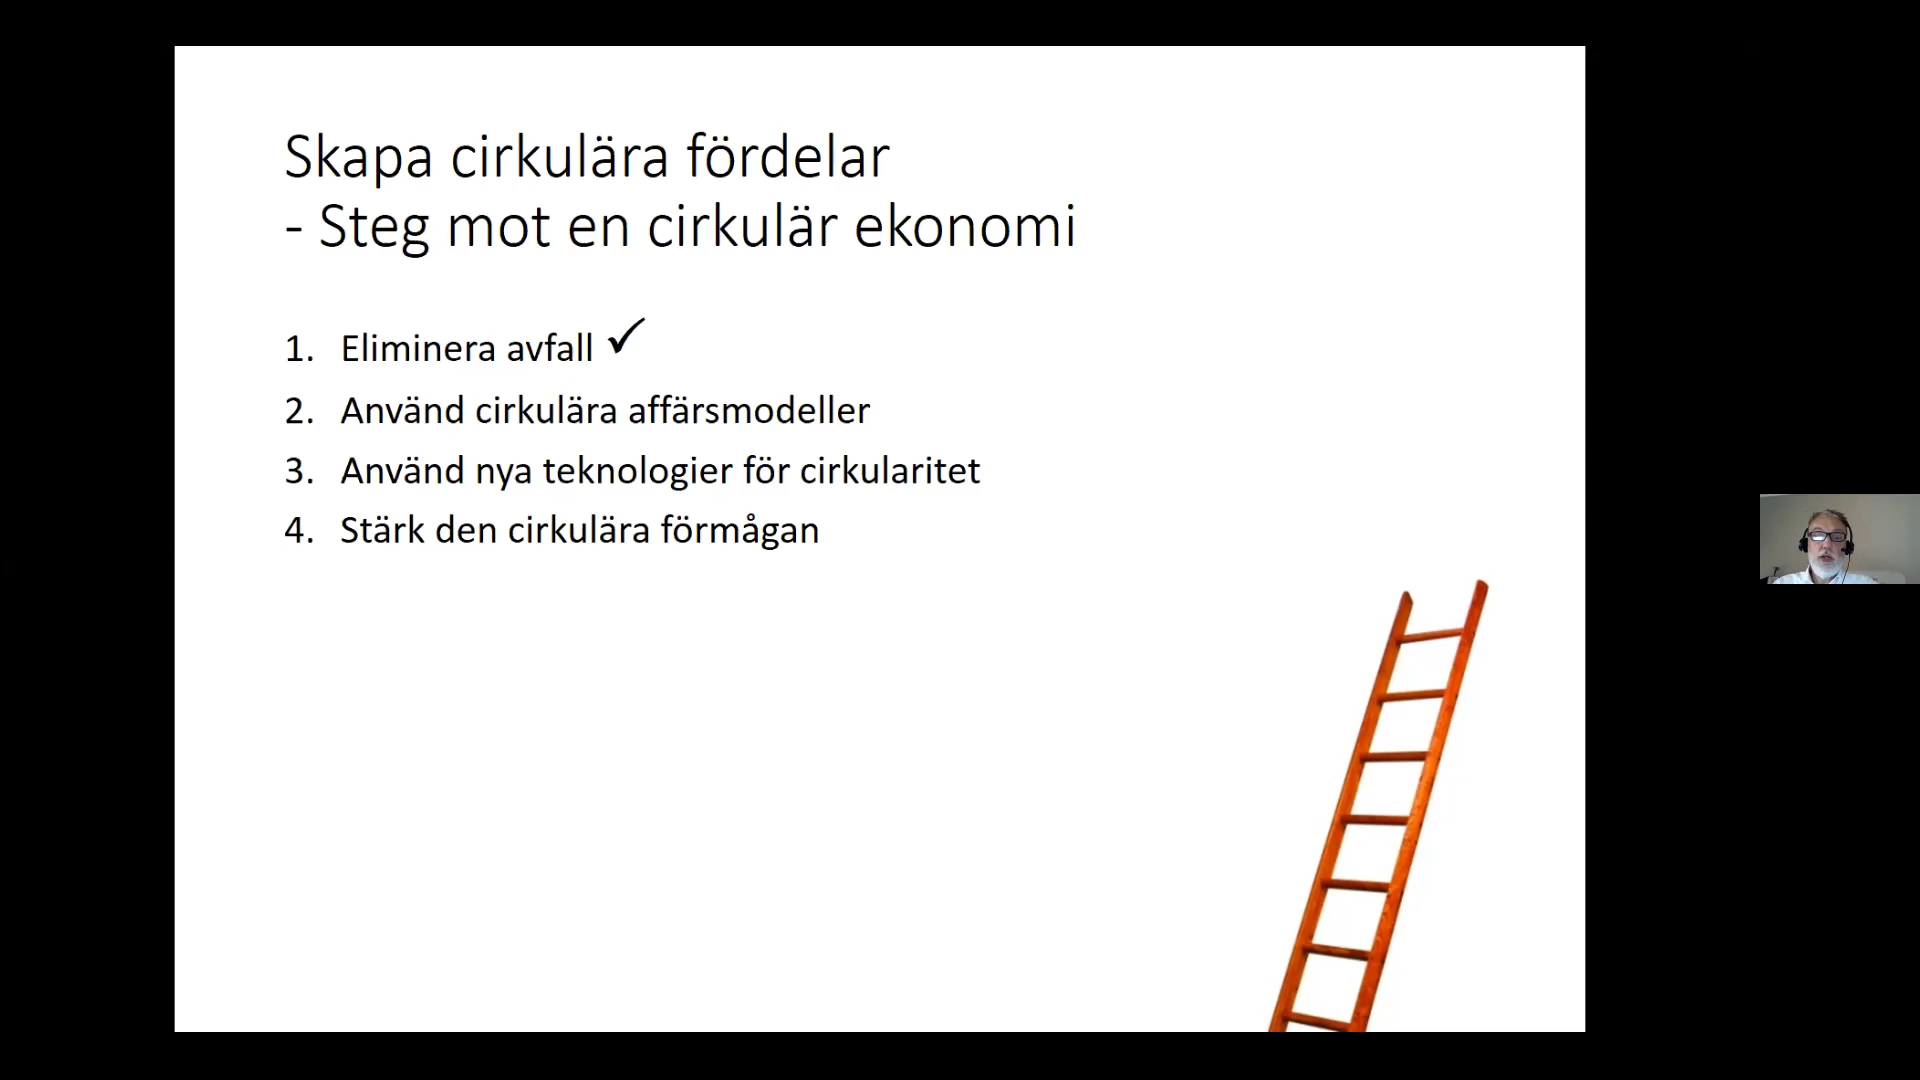 Skapa cirkulära fördelar
- Steg mot en cirkulär ekonomi
1. Eliminera avfall ✓
2. Använd cirkulära affärsmodeller
3. Använd nya teknologier för cirkularitet
4. Stärk den cirkulära förmågan